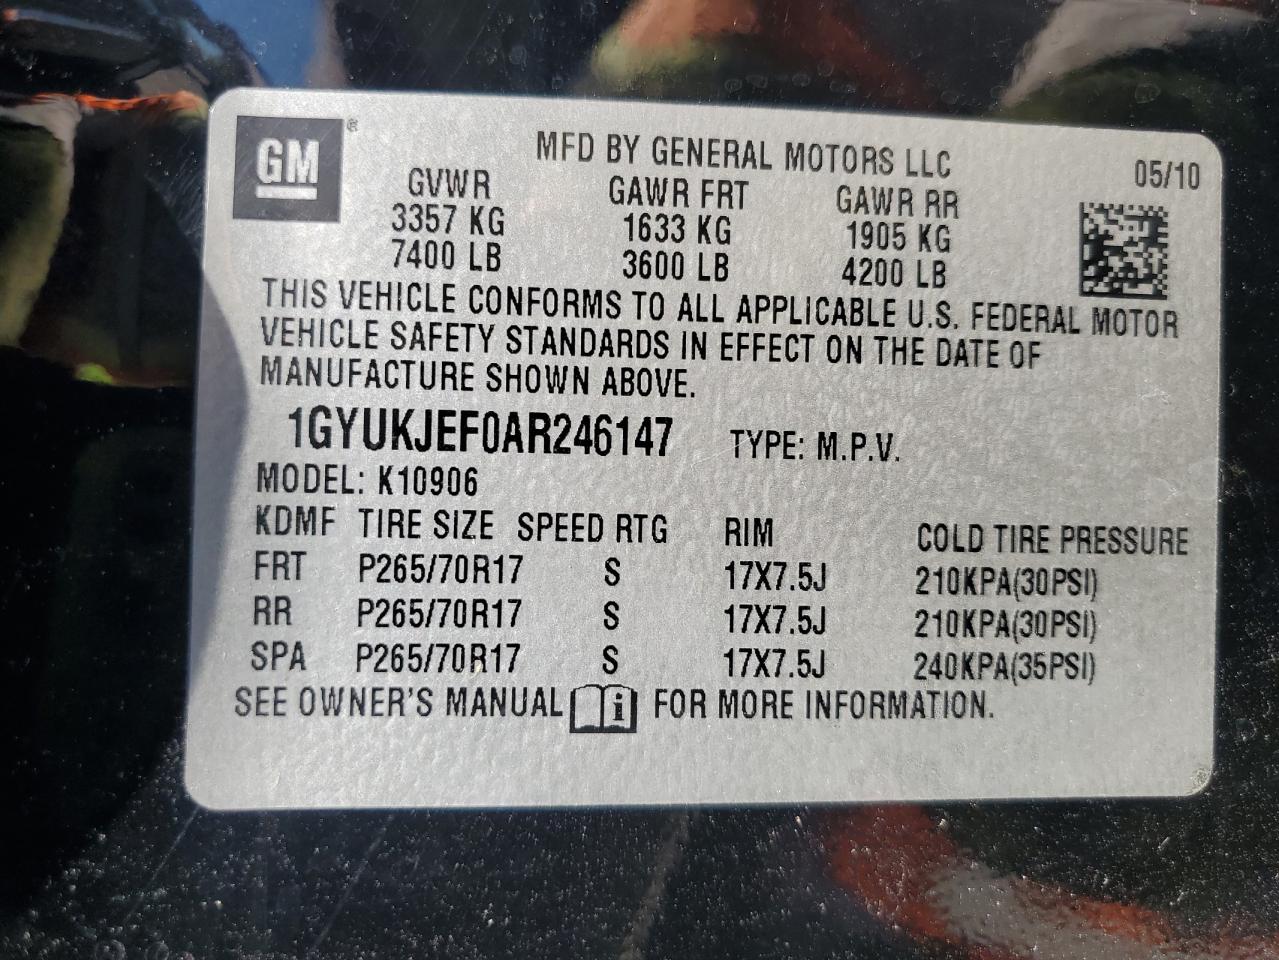 GM®
MFD BY GENERAL MOTORS LLC 05/10
GVWR GAWR FRT GAWR RR
3357 KG 1633 KG 1905 KG
7400 LB 3600 LB 4200 LB
THIS VEHICLE CONFORMS TO ALL APPLICABLE U.S. FEDERAL MOTOR
VEHICLE SAFETY STANDARDS IN EFFECT ON THE DATE OF
MANUFACTURE SHOWN ABOVE.
1GYUKJEF0AR246147 TYPE: M.P.V.
MODEL: K10906
KDMF TIRE SIZE SPEED RTG RIM COLD TIRE PRESSURE
FRT P265/70R17 S 17X7.5J 210KPA(30PSI)
RR P265/70R17 S 17X7.5J 210KPA(30PSI)
SPA P265/70R17 S 17X7.5J 240KPA(35PSI)
SEE OWNER'S MANUAL i FOR MORE INFORMATION.